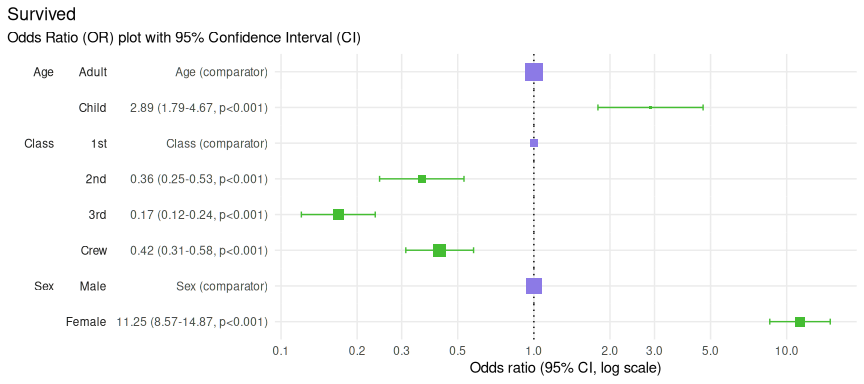 Survived
Odds Ratio (OR) plot with 95% Confidence Interval (CI)
Age Adult Age (comparator)
Child 2.89 (1.79-4.67, p<0.001)
Class 1st Class (comparator)
2nd 0.36 (0.25-0.53, p<0.001)
3rd 0.17 (0.12-0.24, p<0.001)
Crew 0.42 (0.31-0.58, p<0.001)
Sex Male Sex (comparator)
Female 11.25 (8.57-14.87, p<0.001)
0.1 0.2 0.3 0.5 1.0 2.0 3.0 5.0 10.0
Odds ratio (95% CI, log scale)